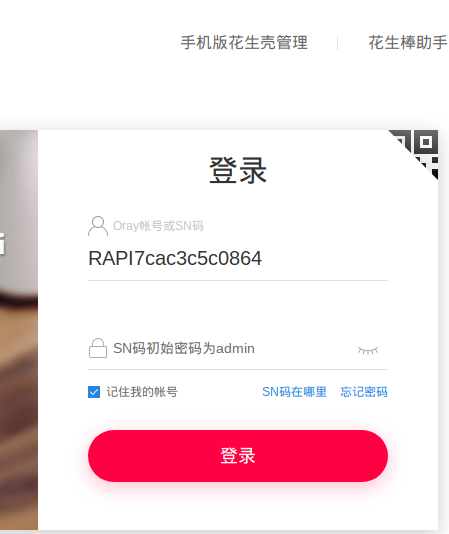 手机版花生壳管理
花生棒助手
登录
Oray帐号或SN码
RAPI7cac3c5c0864
i
SN码初始密码为admin
记住我的帐号
SN码在哪里
忘记密码
登录